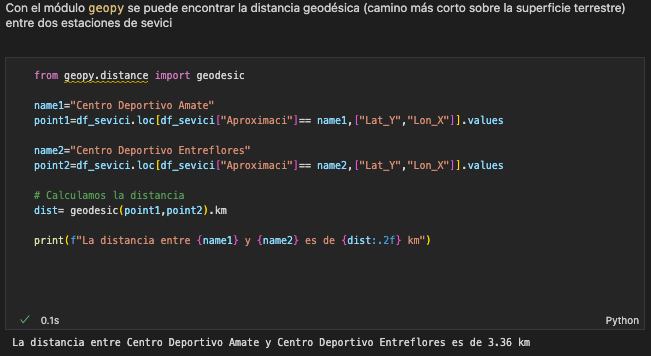 Con el módulo geopy se puede encontrar la distancia geodésica (camino más corto sobre la superficie terrestre)
entre dos estaciones de sevici
from geopy.distance import geodesic
name1="Centro Deportivo Amate"
point1=df_sevici.loc[df_sevici["Aproximaci"]== name1,["Lat_Y","Lon_X"]].values
name2="Centro Deportivo Entreflores"
point2=df_sevici.loc[df_sevici["Aproximaci"]== name2,["Lat_Y","Lon_X"]].values
# Calculamos la distancia
dist= geodesic(point1,point2).km
print(f"La distancia entre {name1} y {name2} es de {dist:.2f} km")
0.1s
Python
La distancia entre Centro Deportivo Amate y Centro Deportivo Entreflores es de 3.36 km